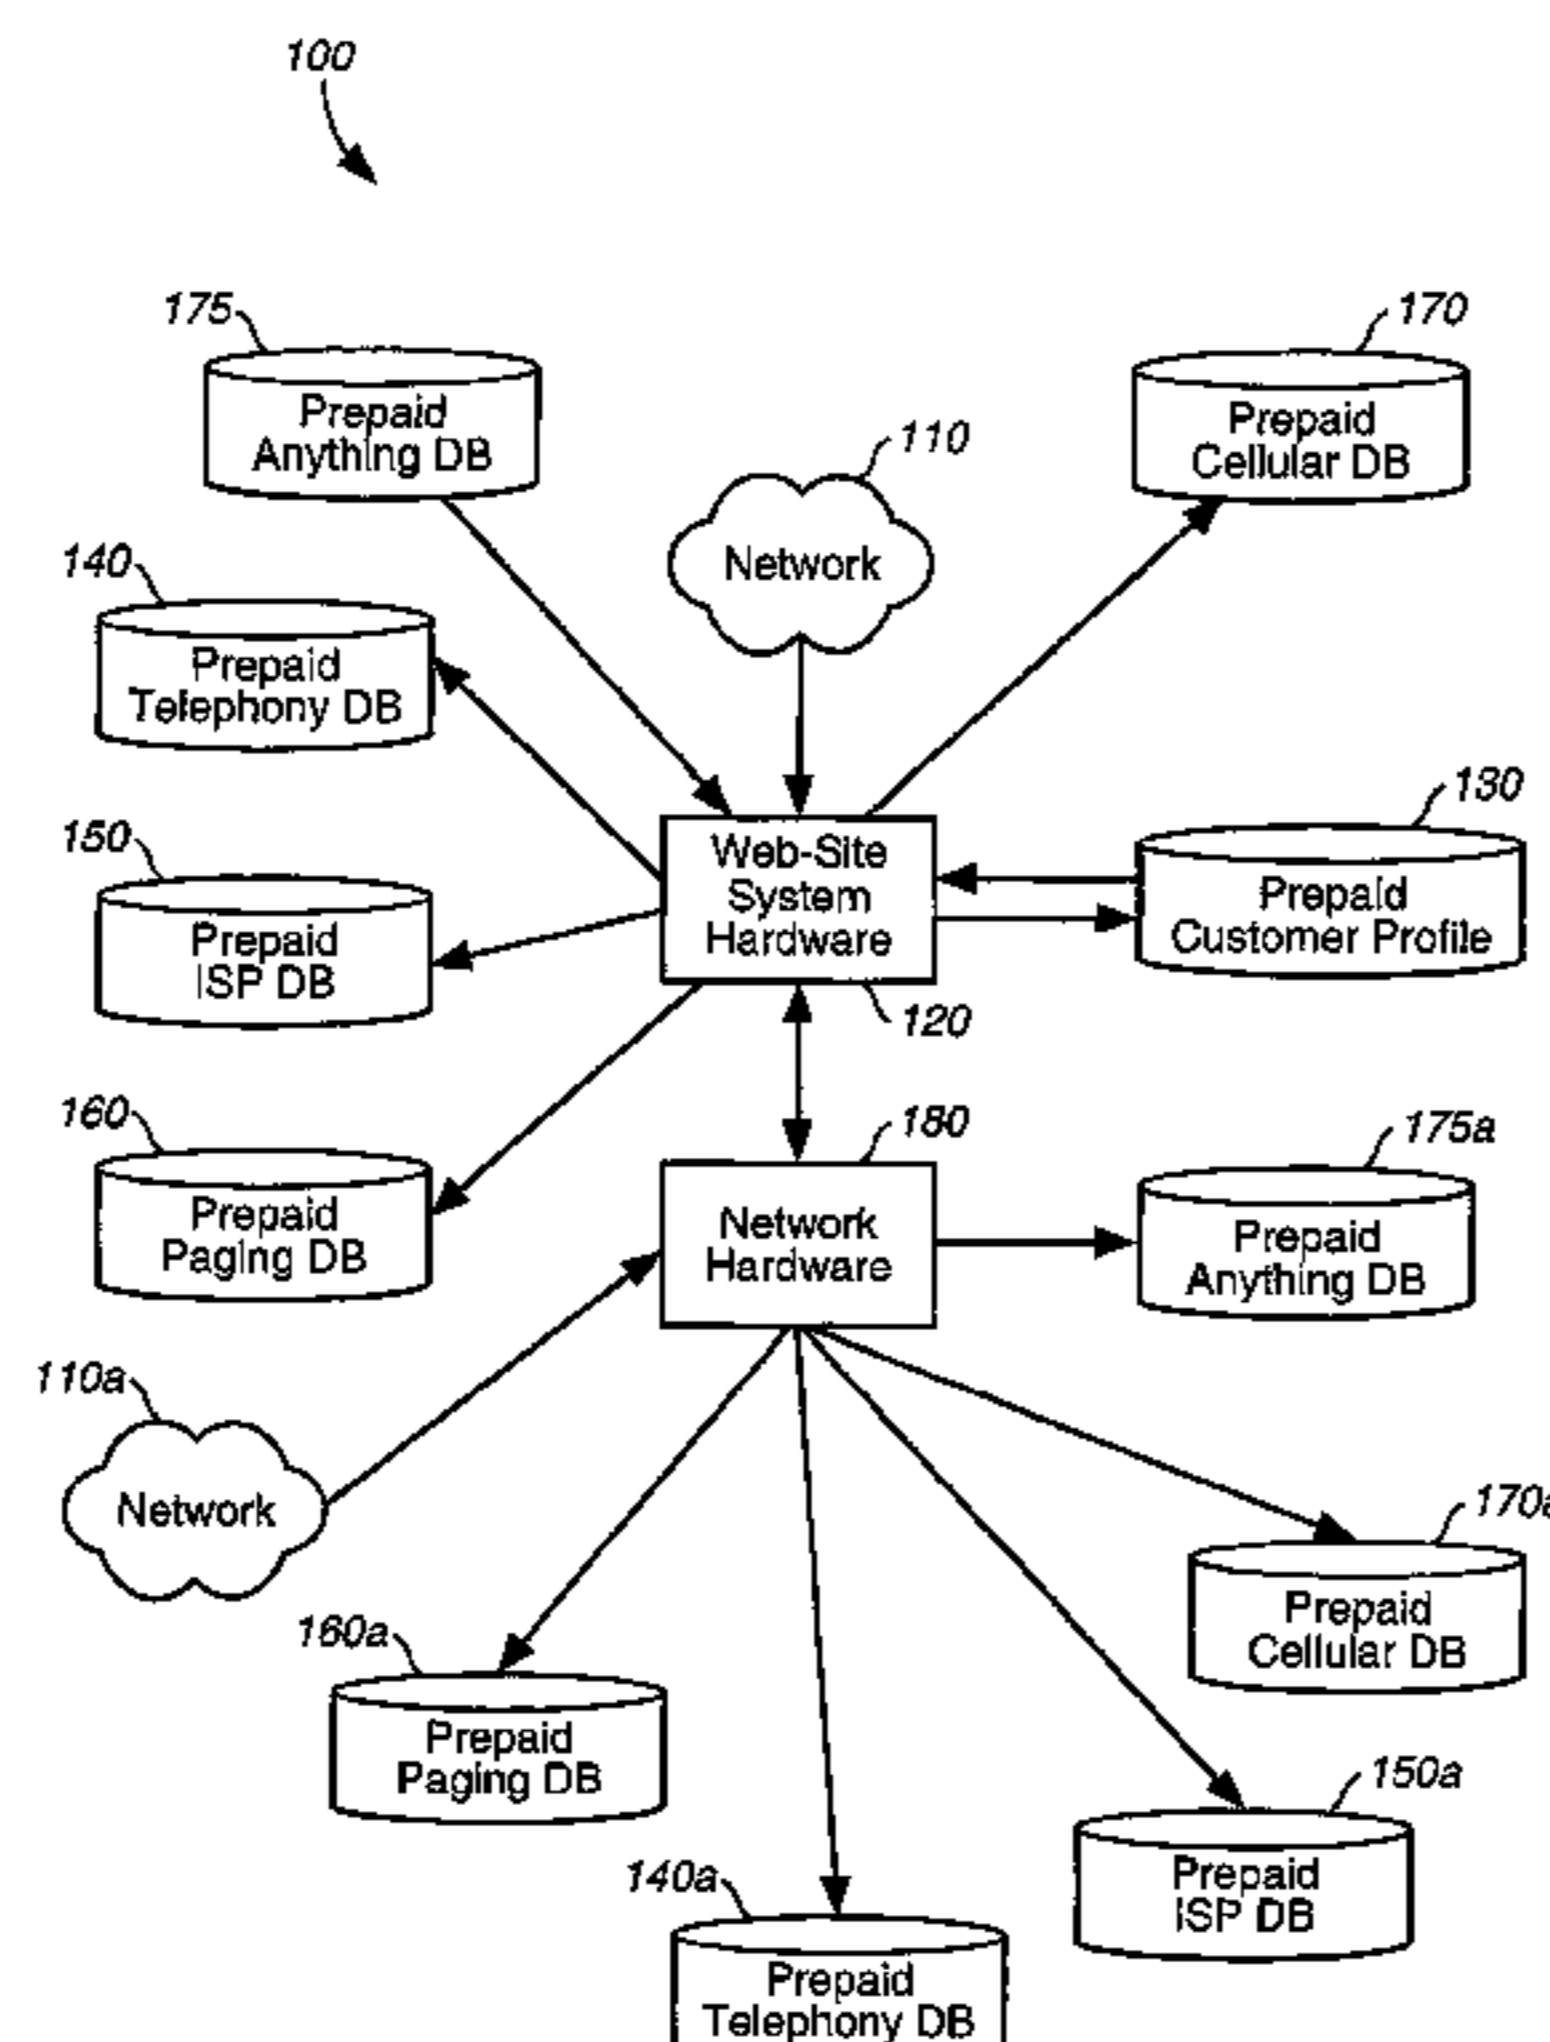 100
175
Prepaid
Anything DB
170
Prepaid
Cellular DB
110
Network
140
Prepaid
Telephony DB
130
Prepaid
Customer Profile
150
Prepaid
ISP DB
Web-Site
System
Hardware
120
160
Prepaid
Paging DB
180
Network
Hardware
175a
Prepaid
Anything DB
110a
Network
170a
Prepaid
Cellular DB
160a
Prepaid
Paging DB
150a
Prepaid
ISP DB
140a
Prepaid
Telephony DB